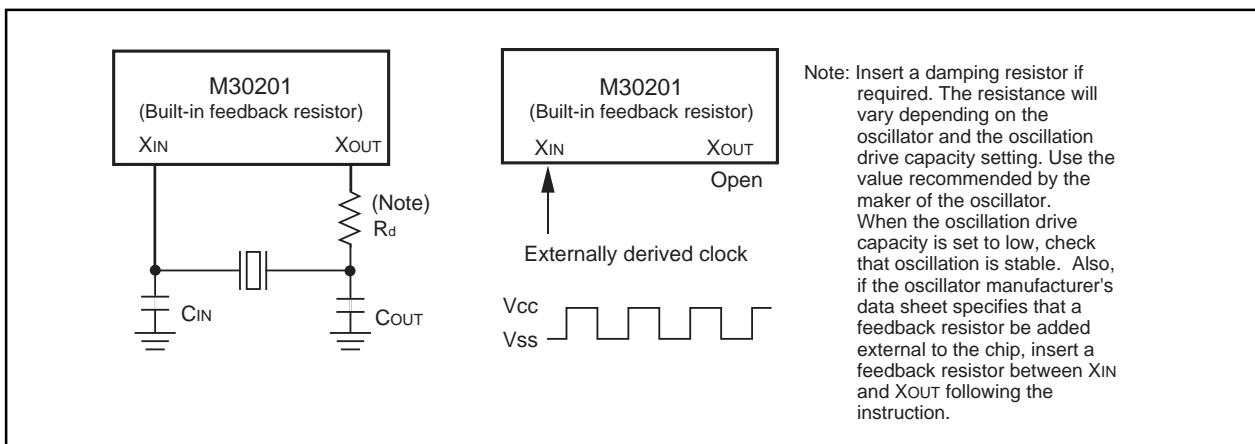 M30201
(Built-in feedback resistor)
XIN XOUT
(Note)
Rd
CIN
COUT
M30201
(Built-in feedback resistor)
XIN XOUT
Open
Externally derived clock
Vcc
Vss
Note: Insert a damping resistor if
required. The resistance will
vary depending on the
oscillator and the oscillation
drive capacity setting. Use the
value recommended by the
maker of the oscillator.
When the oscillation drive
capacity is set to low, check
that oscillation is stable. Also,
if the oscillator manufacturer's
data sheet specifies that a
feedback resistor be added
external to the chip, insert a
feedback resistor between XIN
and XOUT following the
instruction.